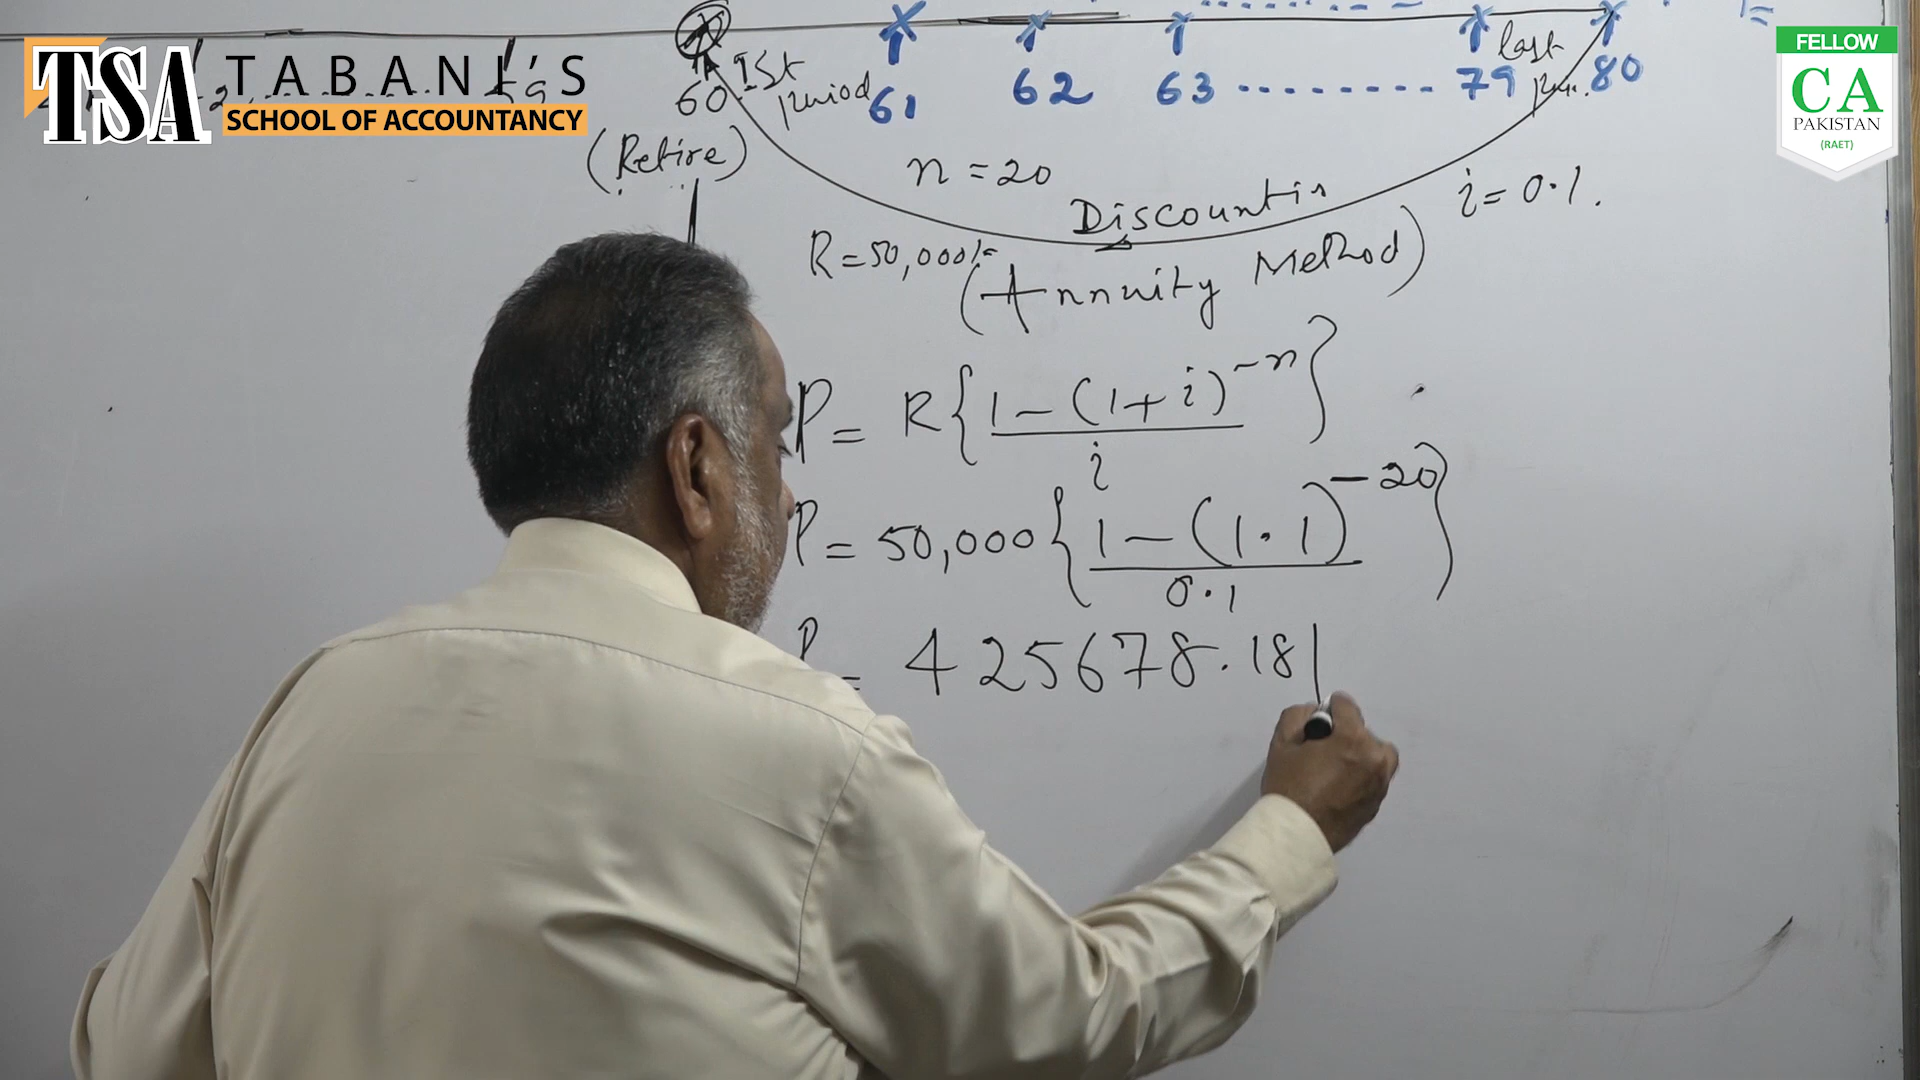 TSA TABANI'S
SCHOOL OF ACCOUNTANCY
FELLOW
CA
PAKISTAN
(RAET)
60 1st period 61 62 63 ........ 79 last 80
(Retire)
n = 20
Discountin
i = 0.1.
R = 50,000/=
(Annuity Method)
P = R{1-(1+i)^-n / i}
P = 50,000{1-(1.1)^-20 / 0.1}
P = 425678.181